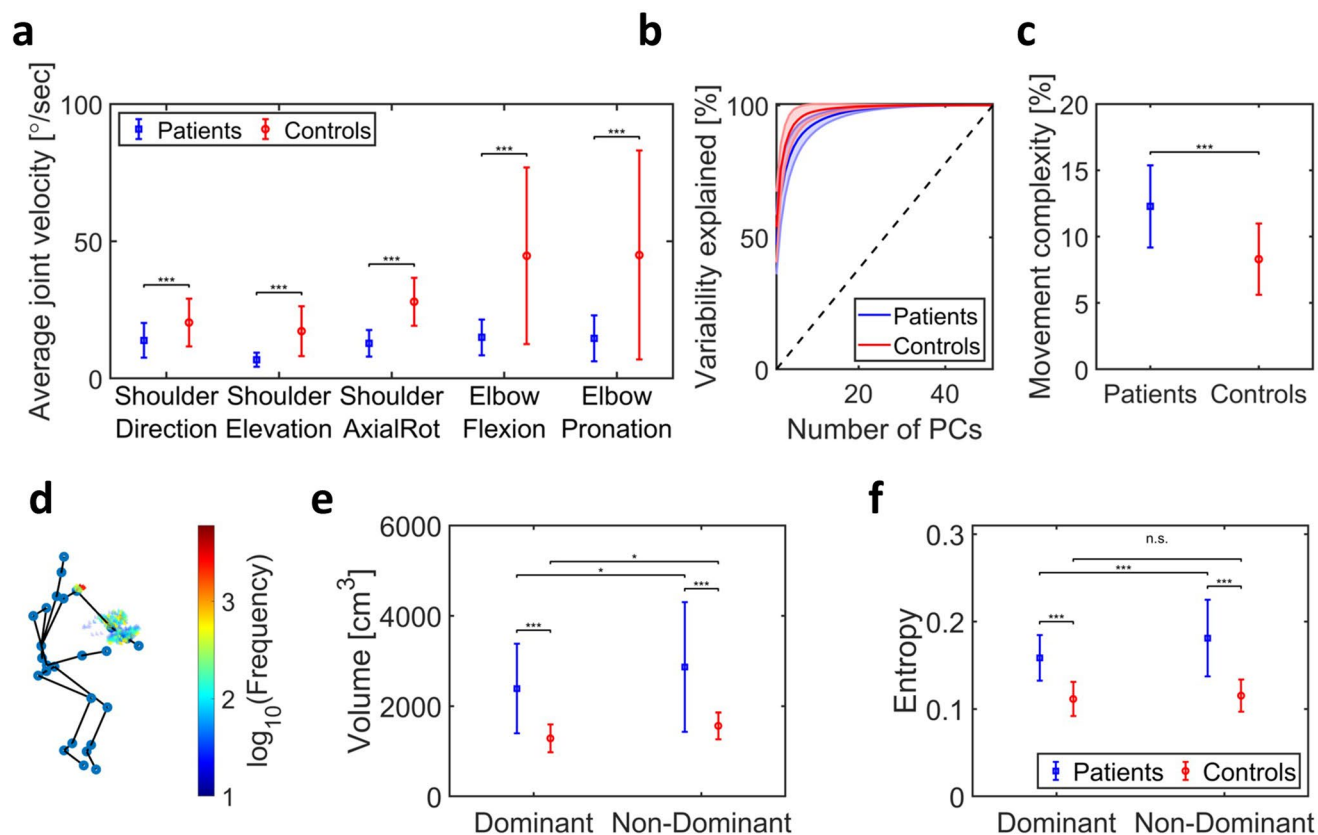 a
Average joint velocity [°/sec]
100
50
0
Patients
Controls
***
***
***
***
***
Shoulder
Direction
Shoulder
Elevation
Shoulder
AxialRot
Elbow
Flexion
Elbow
Pronation
b
Variability explained [%]
100
50
0
20
40
Number of PCs
Patients
Controls
c
Movement complexity [%]
20
15
10
5
0
***
Patients
Controls
d
3
2
1
log10(Frequency)
e
Volume [cm³]
6000
4000
2000
0
*
*
***
***
Dominant
Non-Dominant
f
Entropy
0.3
0.2
0.1
0
n.s.
***
***
***
Patients
Controls
Dominant
Non-Dominant